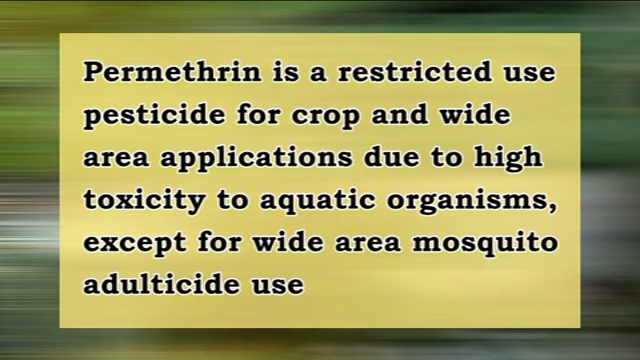 Permethrin is a restricted use
pesticide for crop and wide
area applications due to high
toxicity to aquatic organisms,
except for wide area mosquito
adulticide use